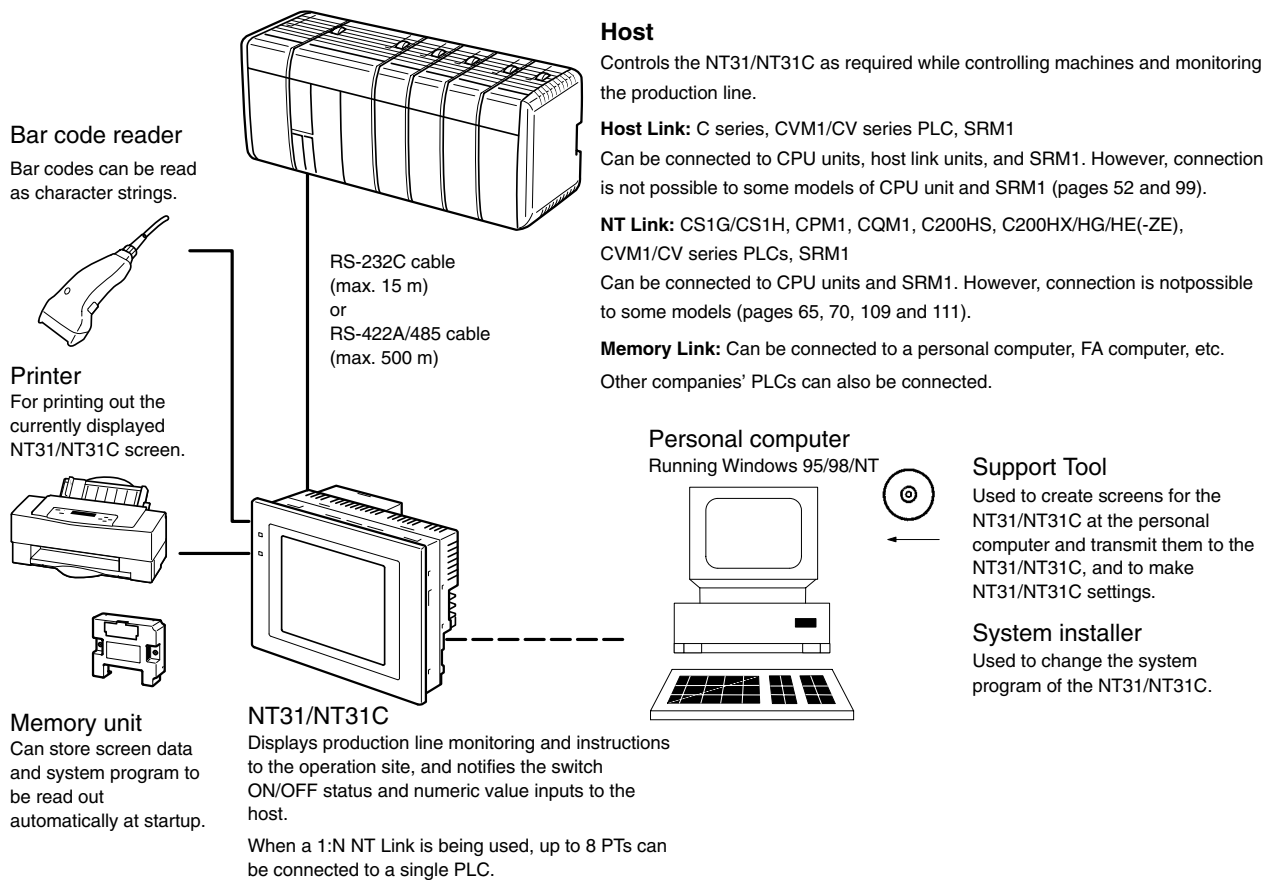 Host
Controls the NT31/NT31C as required while controlling machines and monitoring
the production line.
Host Link: C series, CVM1/CV series PLC, SRM1
Can be connected to CPU units, host link units, and SRM1. However, connection
is not possible to some models of CPU unit and SRM1 (pages 52 and 99).
NT Link: CS1G/CS1H, CPM1, CQM1, C200HS, C200HX/HG/HE(-ZE),
CVM1/CV series PLCs, SRM1
Can be connected to CPU units and SRM1. However, connection is notpossible
to some models (pages 65, 70, 109 and 111).
Memory Link: Can be connected to a personal computer, FA computer, etc.
Other companies' PLCs can also be connected.
Bar code reader
Bar codes can be read
as character strings.
RS-232C cable
(max. 15 m)
or
RS-422A/485 cable
(max. 500 m)
Printer
For printing out the
currently displayed
NT31/NT31C screen.
Personal computer
Running Windows 95/98/NT
Support Tool
Used to create screens for the
NT31/NT31C at the personal
computer and transmit them to the
NT31/NT31C, and to make
NT31/NT31C settings.
System installer
Used to change the system
program of the NT31/NT31C.
Memory unit
Can store screen data
and system program to
be read out
automatically at startup.
NT31/NT31C
Displays production line monitoring and instructions
to the operation site, and notifies the switch
ON/OFF status and numeric value inputs to the
host.
When a 1:N NT Link is being used, up to 8 PTs can
be connected to a single PLC.